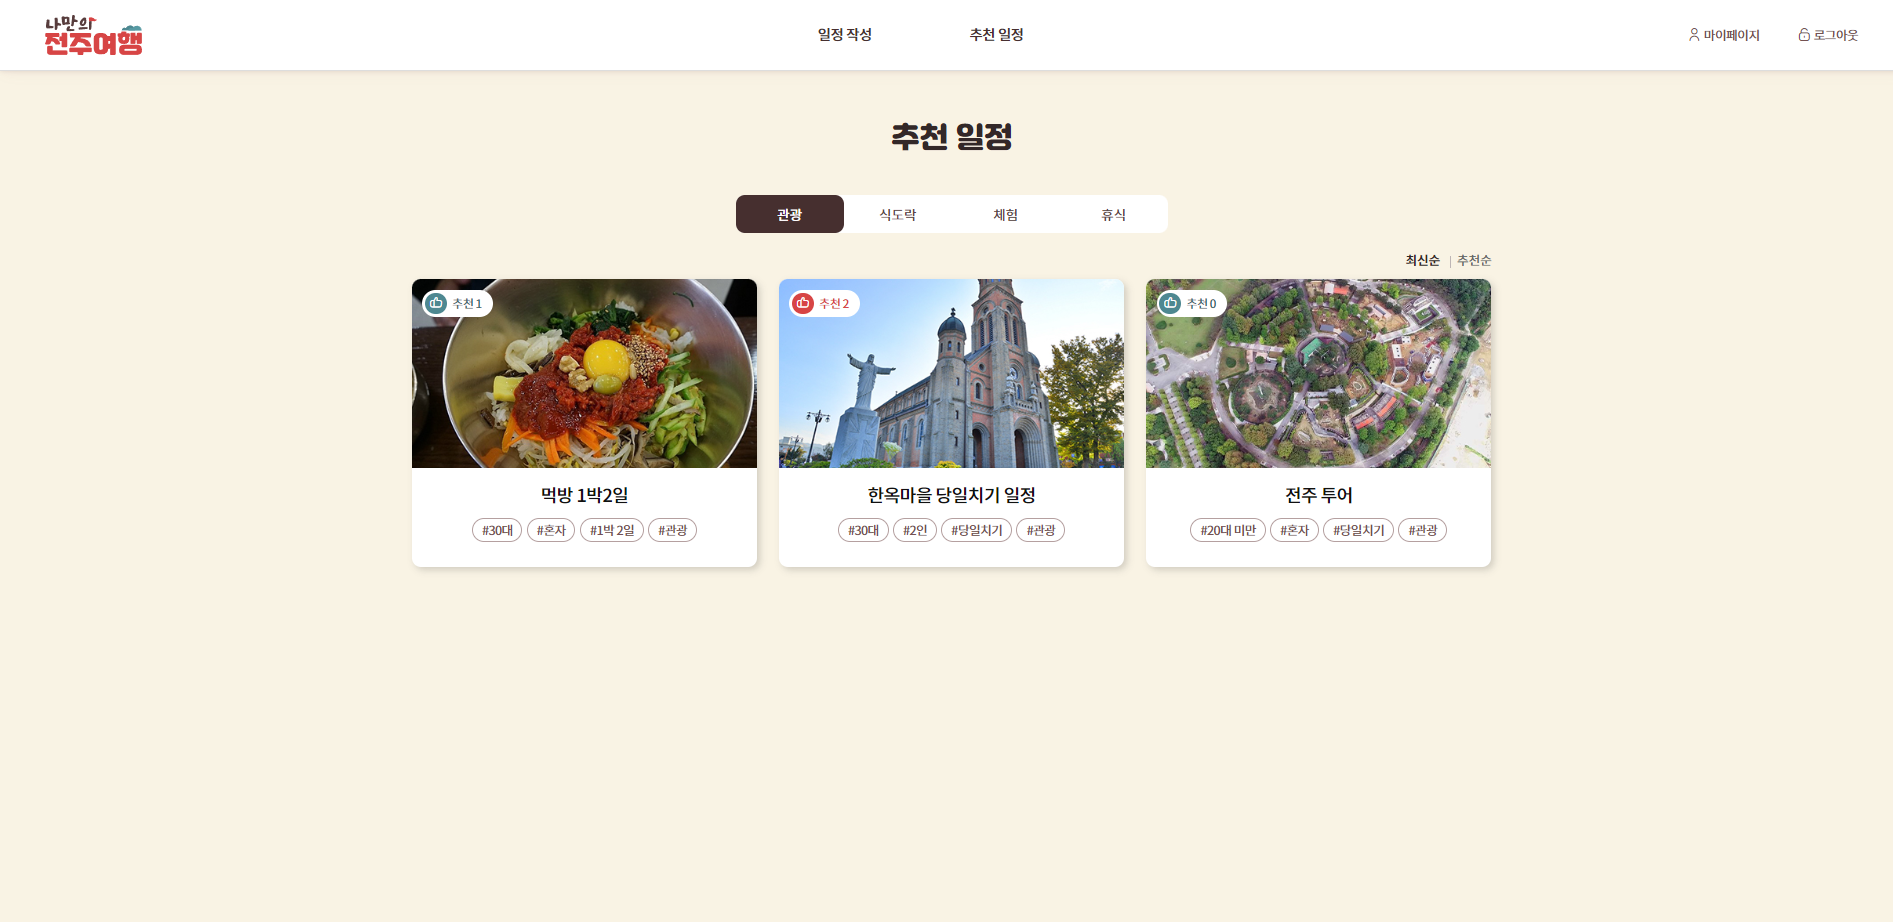 나만의
전주여행
일정 작성
추천 일정
마이페이지
로그아웃
추천 일정
관광
식도락
체험
휴식
최신순
추천순
추천 1
먹방 1박2일
#30대 #혼자 #1박 2일 #관광
추천 2
한옥마을 당일치기 일정
#30대 #2인 #당일치기 #관광
추천 0
전주 투어
#20대 미만 #혼자 #당일치기 #관광